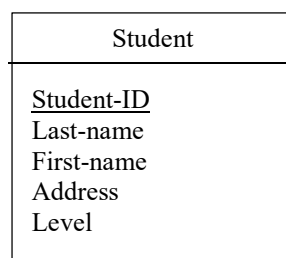 Student
Student-ID
Last-name
First-name
Address
Level